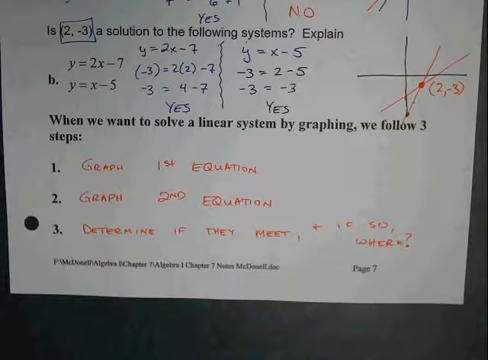 YES
NO
Is (2, -3) a solution to the following systems? Explain
y = 2x - 7
y = x - 5
y = 2x - 7
b.
(-3) = 2(2) - 7
-3 = 2 - 5
y = x - 5
-3 = 4 - 7
-3 = -3
YES
YES
(2,-3)
When we want to solve a linear system by graphing, we follow 3
steps:
1. GRAPH 1st EQUATION
2. GRAPH 2ND EQUATION
3. DETERMINE IF THEY MEET, + IF SO,
WHERE?
F:\McDonell\Algebra I\Chapter 7\Algebra I Chapter 7 Notes McDonell.doc
Page 7